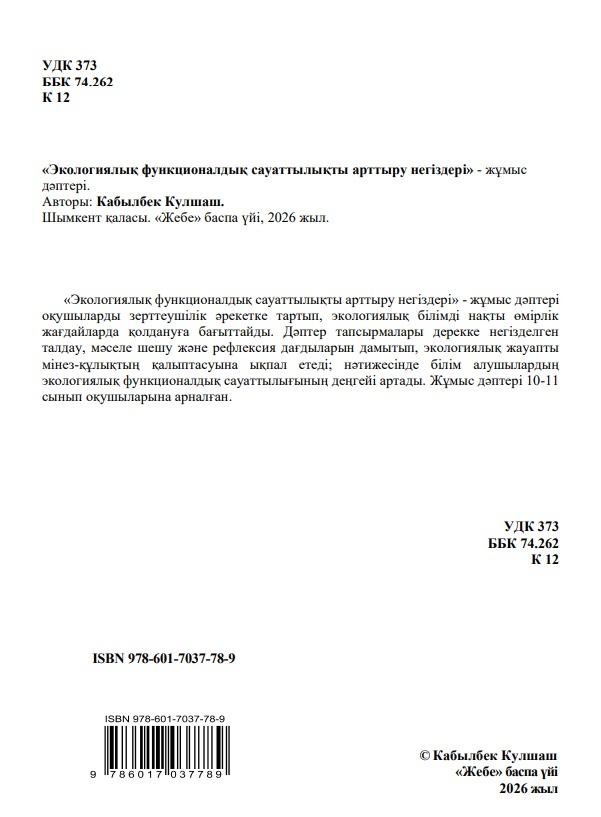 УДК 373
ББК 74.262
К 12
«Экологиялық функционалдық сауаттылықты арттыру негіздері» - жұмыс
дәптері.
Авторы: Кабылбек Кулшаш.
Шымкент қаласы. «Жебе» баспа үйі, 2026 жыл.
«Экологиялық функционалдық сауаттылықты арттыру негіздері» - жұмыс дәптері
оқушыларды зерттеушілік әрекетке тартып, экологиялық білімді нақты өмірлік
жағдайларда қолдануға бағыттайды. Дәптер тапсырмалары дерекке негізделген
талдау, мәселе шешу және рефлексия дағдыларын дамытып, экологиялық жауапты
мінез-құлықтың қалыптасуына ықпал етеді; нәтижесінде білім алушылардың
экологиялық функционалдық сауаттылығының деңгейі артады. Жұмыс дәптері 10-11
сынып оқушыларына арналған.
УДК 373
ББК 74.262
К 12
ISBN 978-601-7037-78-9
ISBN 978-601-7037-78-9
9 786017 037789
© Кабылбек Кулшаш
«Жебе» баспа үйі
2026 жыл